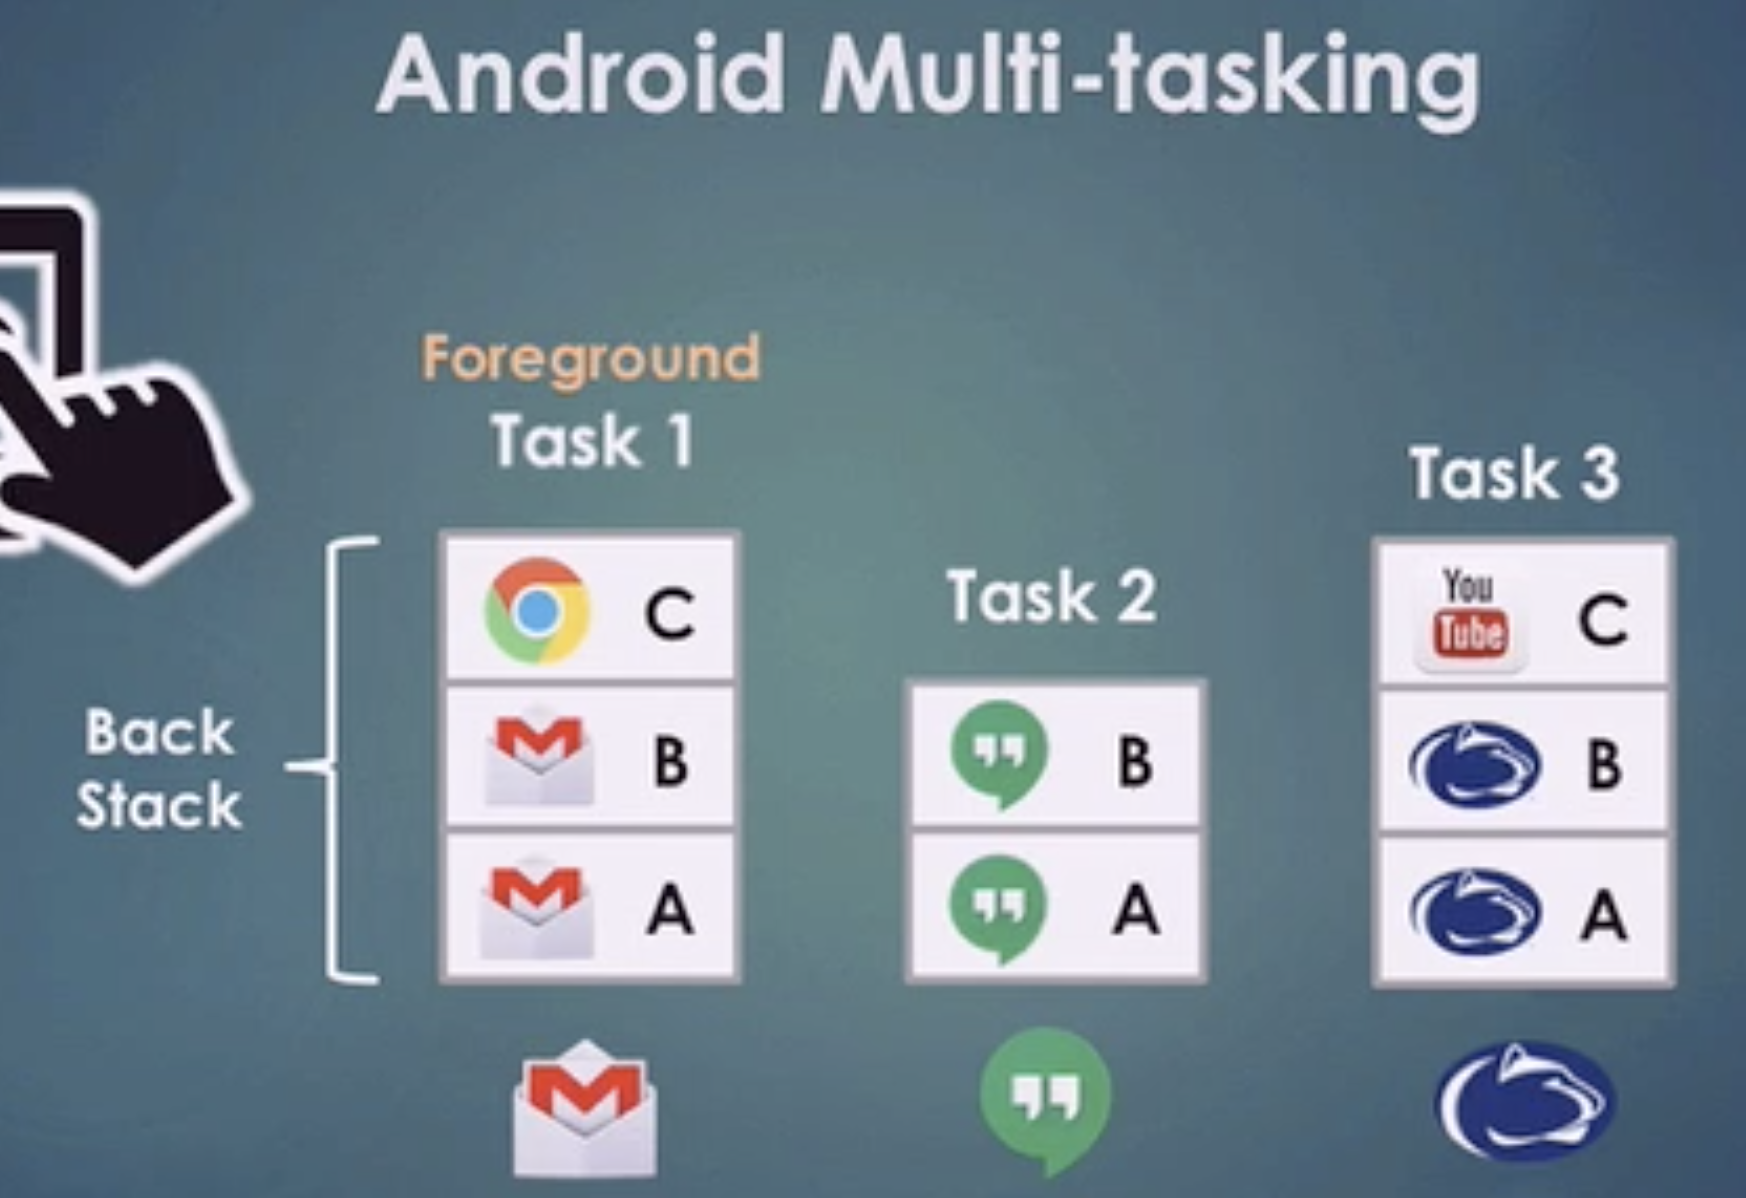 Android Multi-tasking
Foreground
Task 1
Task 2
Task 3
Back
Stack
C
B
A
B
A
You
Tube
C
B
A